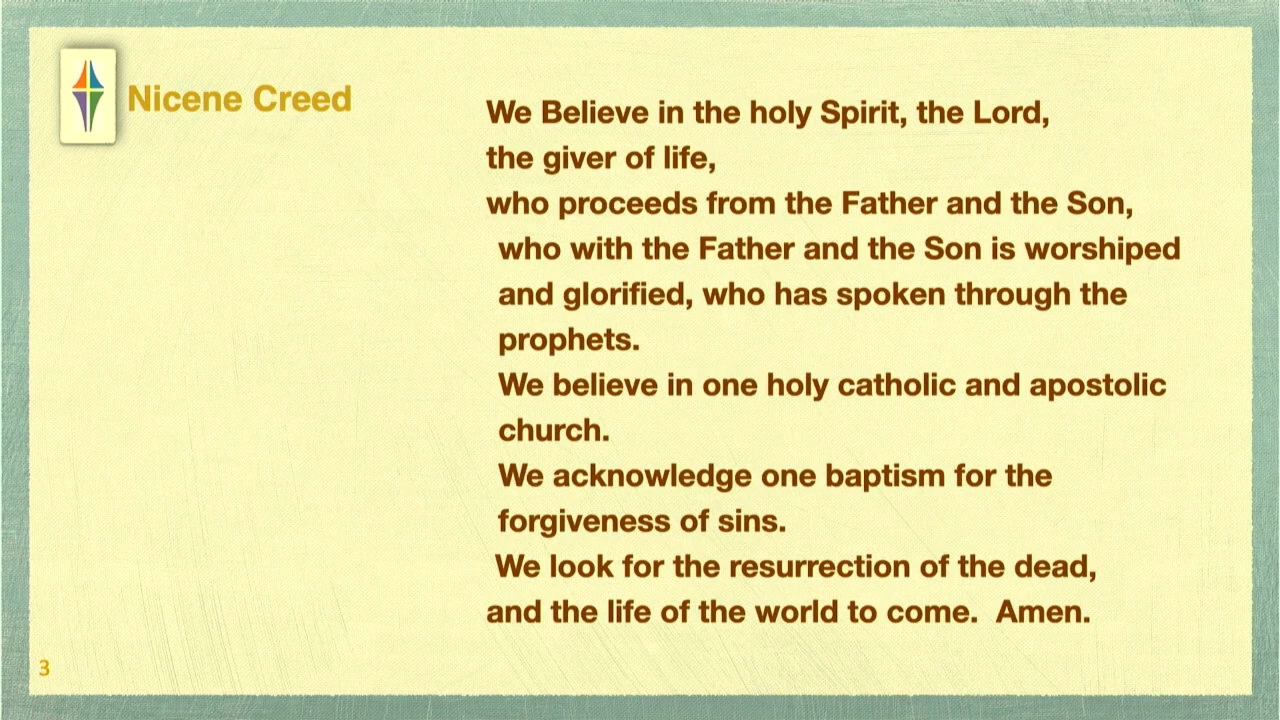 Nicene Creed
We Believe in the holy Spirit, the Lord,
the giver of life,
who proceeds from the Father and the Son,
who with the Father and the Son is worshiped
and glorified, who has spoken through the
prophets.
We believe in one holy catholic and apostolic
church.
We acknowledge one baptism for the
forgiveness of sins.
We look for the resurrection of the dead,
and the life of the world to come.  Amen.
3